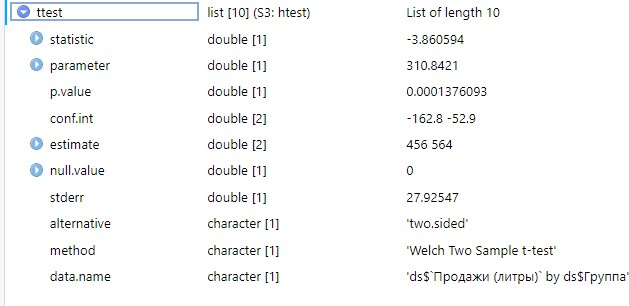 ttest list [10] (S3: htest) List of length 10
statistic double [1] -3.860594
parameter double [1] 310.8421
p.value double [1] 0.0001376093
conf.int double [2] -162.8 -52.9
estimate double [2] 456 564
null.value double [1] 0
stderr double [1] 27.92547
alternative character [1] 'two.sided'
method character [1] 'Welch Two Sample t-test'
data.name character [1] 'ds$`Продажи (литры)` by ds$Группа'